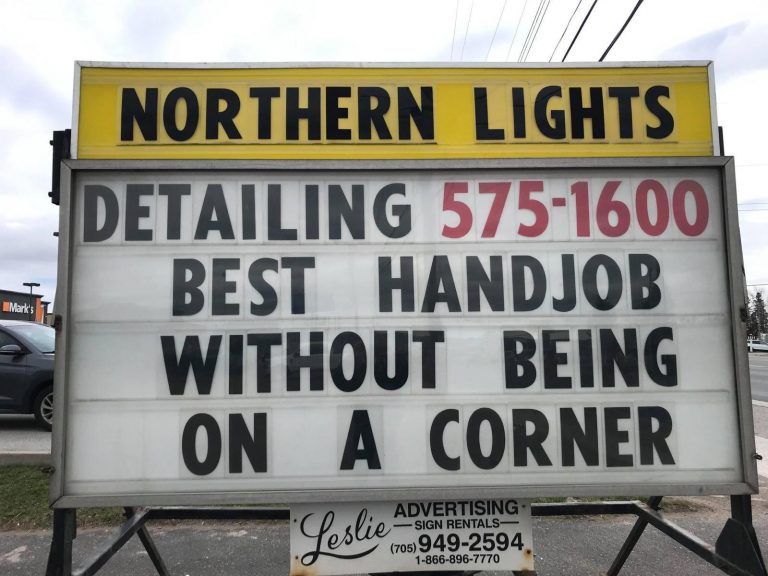 NORTHERN LIGHTS
DETAILING 575-1600
BEST HANDJOB
WITHOUT BEING
ON A CORNER
Mark's
Leslie ADVERTISING
SIGN RENTALS
(705) 949-2594
1-866-896-7770